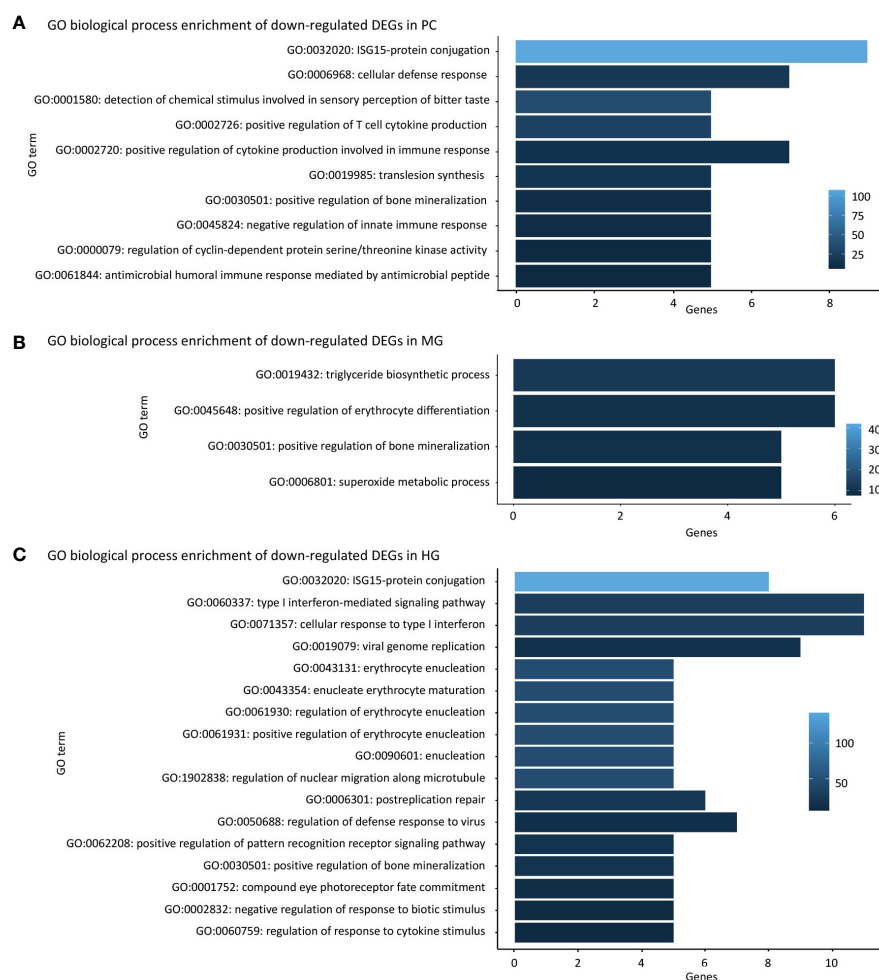 A GO biological process enrichment of down-regulated DEGs in PC
GO:0032020: ISG15-protein conjugation
GO:0006968: cellular defense response
GO:0001580: detection of chemical stimulus involved in sensory perception of bitter taste
GO:0002726: positive regulation of T cell cytokine production
GO:0002720: positive regulation of cytokine production involved in immune response
GO:0019985: translesion synthesis
GO:0030501: positive regulation of bone mineralization
GO:0045824: negative regulation of innate immune response
GO:0000079: regulation of cyclin-dependent protein serine/threonine kinase activity
GO:0061844: antimicrobial humoral immune response mediated by antimicrobial peptide
GO term
100
75
50
25
0 2 4 6 8
Genes
B GO biological process enrichment of down-regulated DEGs in MG
GO:0019432: triglyceride biosynthetic process
GO:0045648: positive regulation of erythrocyte differentiation
GO:0030501: positive regulation of bone mineralization
GO:0006801: superoxide metabolic process
GO term
40
30
20
10
0 2 4 6
Genes
C GO biological process enrichment of down-regulated DEGs in HG
GO:0032020: ISG15-protein conjugation
GO:0060337: type I interferon-mediated signaling pathway
GO:0071357: cellular response to type I interferon
GO:0019079: viral genome replication
GO:0043131: erythrocyte enucleation
GO:0043354: enucleate erythrocyte maturation
GO:0061930: regulation of erythrocyte enucleation
GO:0061931: positive regulation of erythrocyte enucleation
GO:0090601: enucleation
GO:1902838: regulation of nuclear migration along microtubule
GO:0006301: postreplication repair
GO:0050688: regulation of defense response to virus
GO:0062208: positive regulation of pattern recognition receptor signaling pathway
GO:0030501: positive regulation of bone mineralization
GO:0001752: compound eye photoreceptor fate commitment
GO:0002832: negative regulation of response to biotic stimulus
GO:0060759: regulation of response to cytokine stimulus
GO term
100
50
0 2 4 6 8 10
Genes